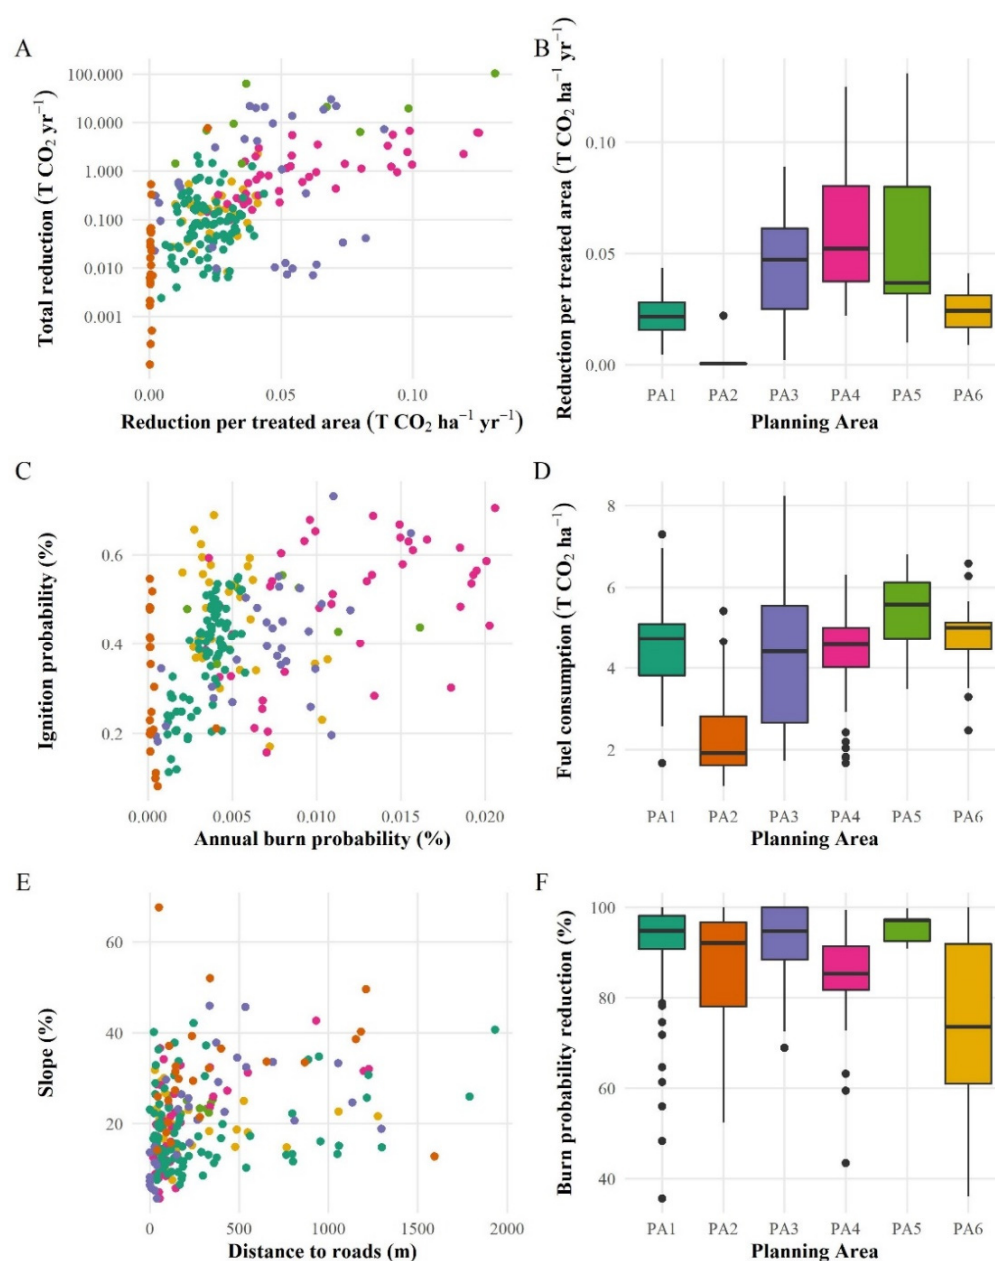 A
Total reduction (T CO₂ yr⁻¹)
100.000
10.000
1.000
0.100
0.010
0.001
0.00 0.05 0.10
Reduction per treated area (T CO₂ ha⁻¹ yr⁻¹)
B
Reduction per treated area (T CO₂ ha⁻¹ yr⁻¹)
0.10
0.05
0.00
PA1 PA2 PA3 PA4 PA5 PA6
Planning Area
C
Ignition probability (%)
0.6
0.4
0.2
0.000 0.005 0.010 0.015 0.020
Annual burn probability (%)
D
Fuel consumption (T CO₂ ha⁻¹)
8
6
4
2
PA1 PA2 PA3 PA4 PA5 PA6
Planning Area
E
Slope (%)
60
40
20
0 500 1000 1500 2000
Distance to roads (m)
F
Burn probability reduction (%)
100
80
60
40
PA1 PA2 PA3 PA4 PA5 PA6
Planning Area